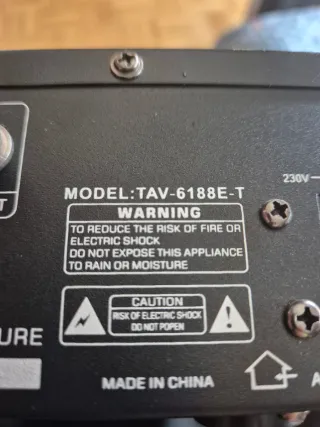 230V
T
MODEL:TAV-6188E-T
WARNING
TO REDUCE THE RISK OF FIRE OR
ELECTRIC SHOCK
DO NOT EXPOSE THIS APPLIANCE
TO RAIN OR MOISTURE
CAUTION
RISK OF ELECTRIC SHOCK
DO NOT POPEN
URE
MADE IN CHINA
A